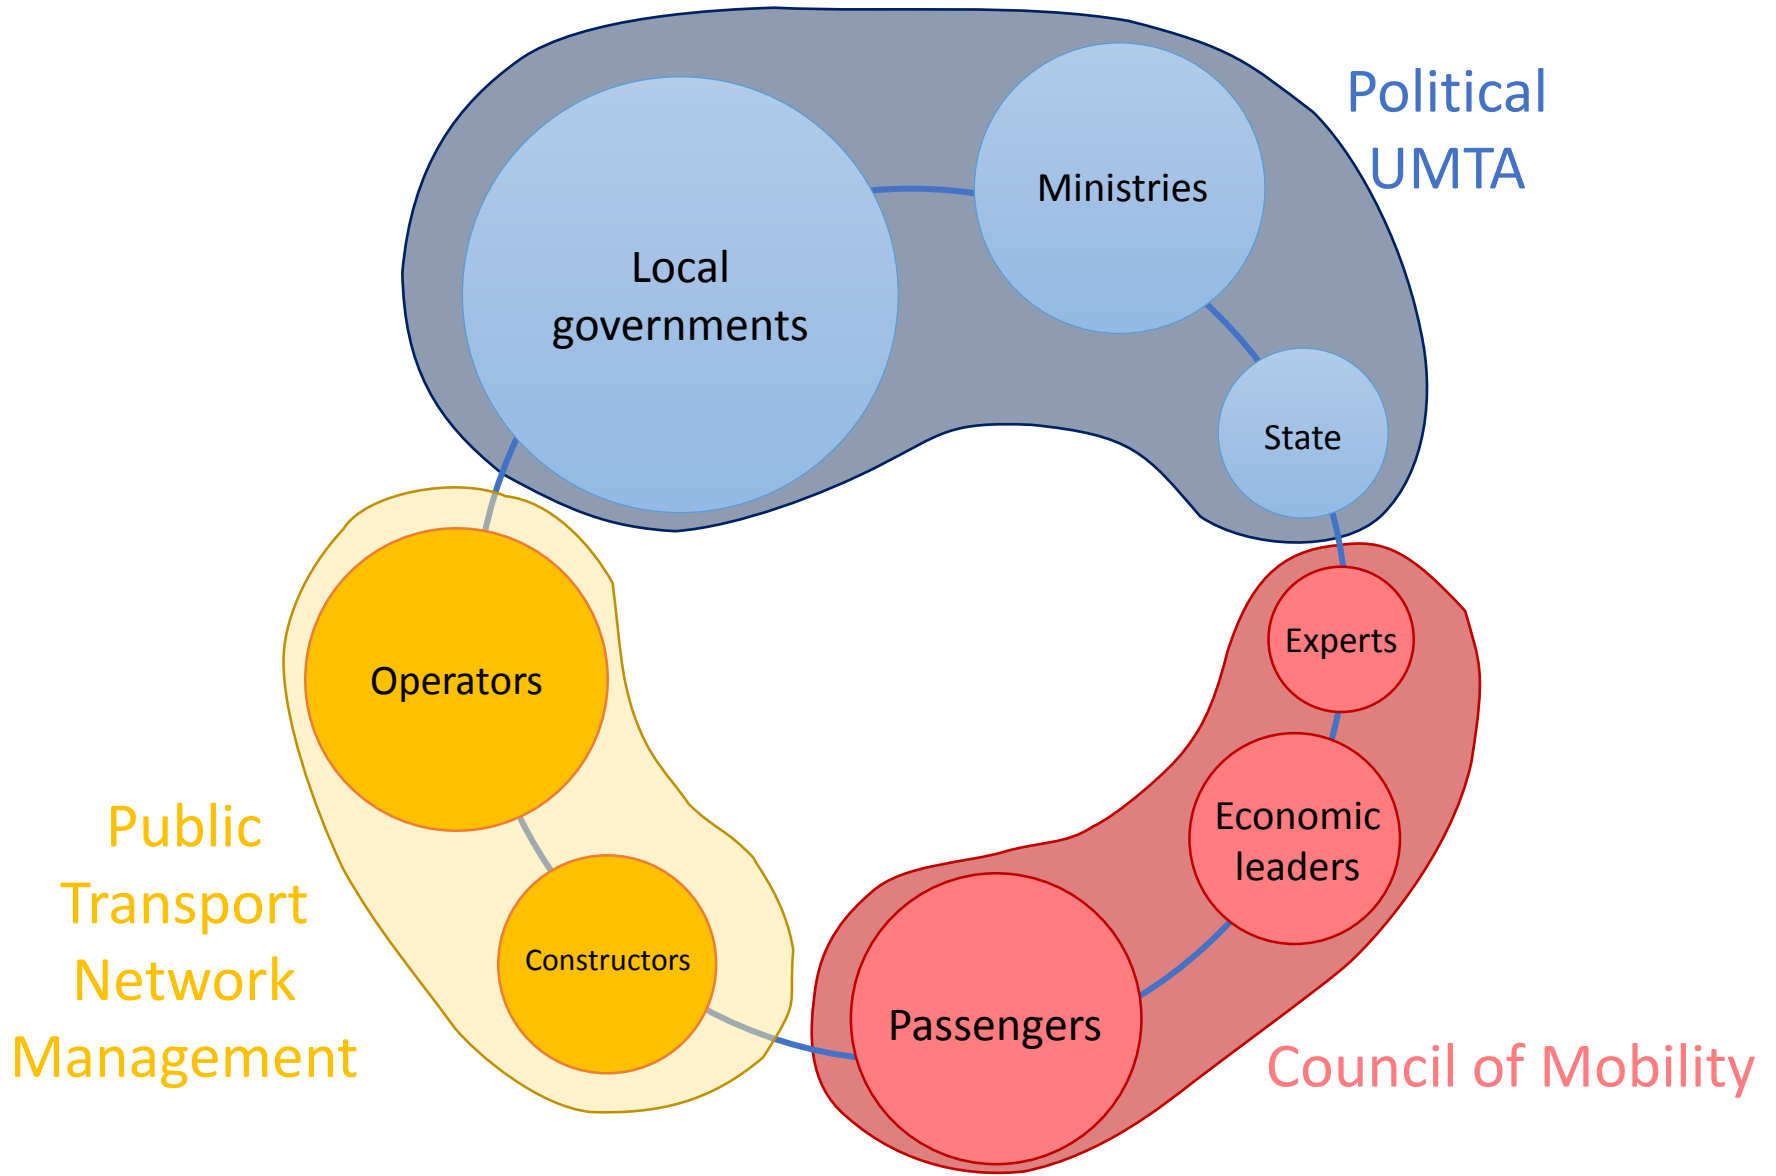 Political
UMTA
Ministries
Local
governments
State
Experts
Operators
Economic
leaders
Public
Transport
Network
Management
Constructors
Passengers
Council of Mobility